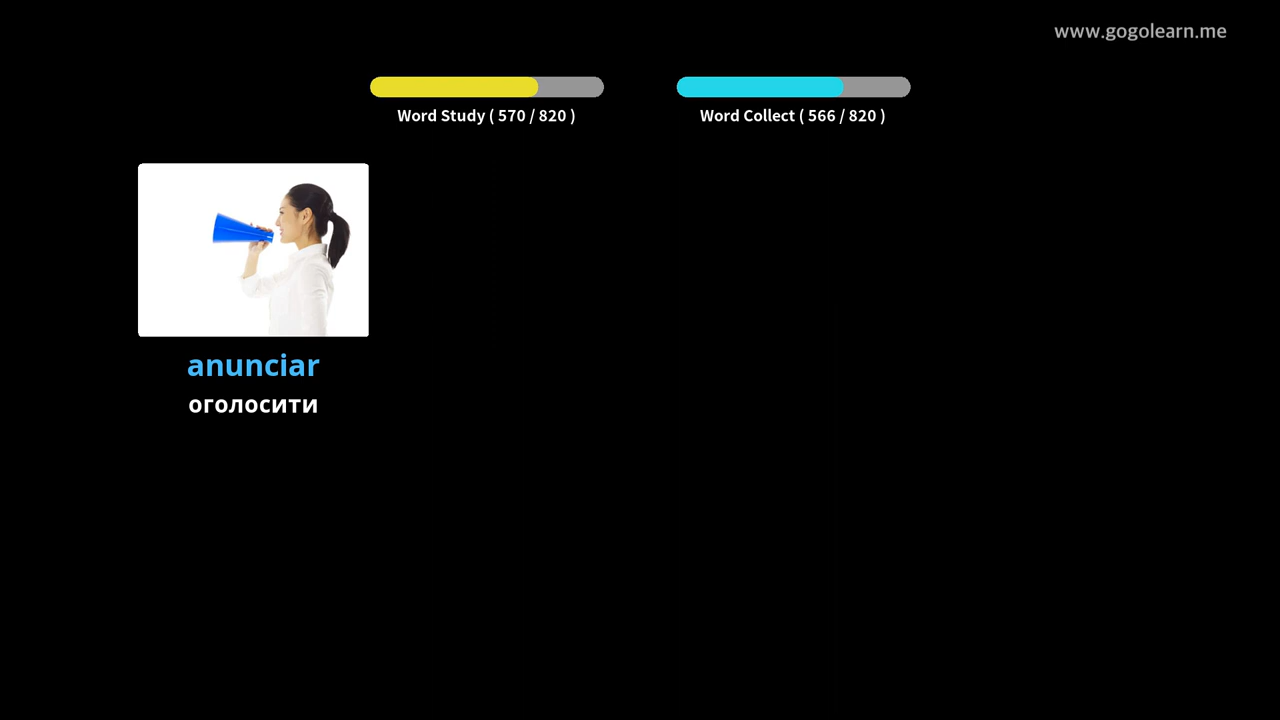 www.gogolearn.me
Word Study ( 570 / 820 )
Word Collect ( 566 / 820 )
anunciar
оголосити